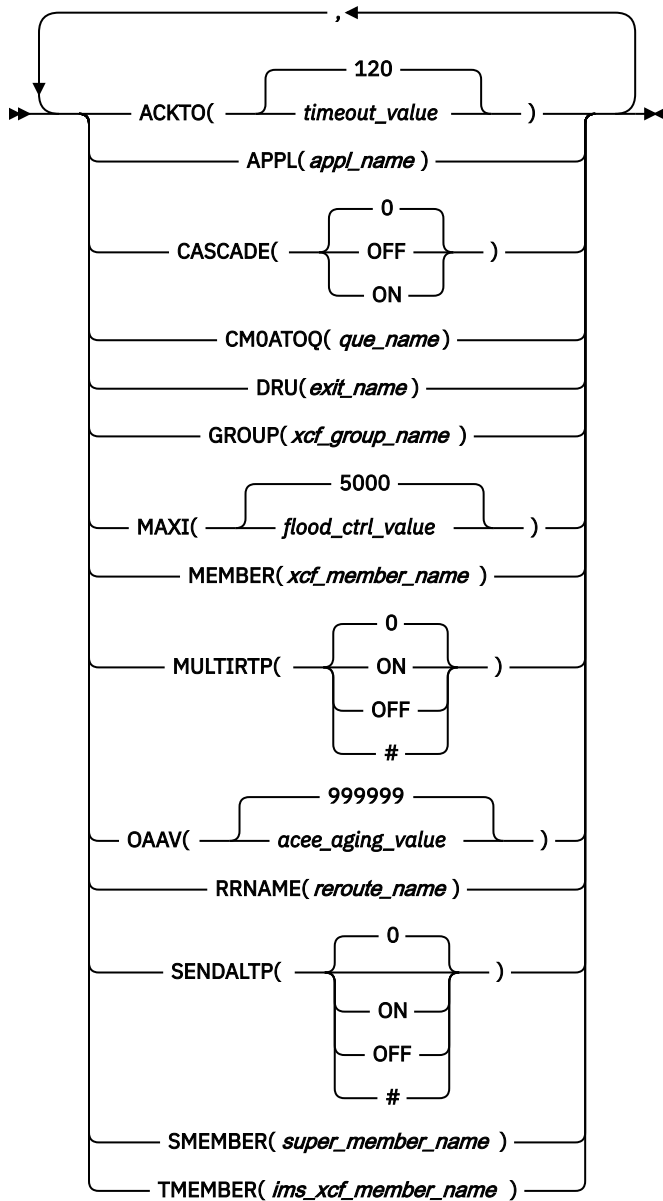 ,
120
ACKTO( timeout_value )
APPL( appl_name )
0
CASCADE( OFF )
ON
CM0ATOQ( que_name )
DRU( exit_name )
GROUP( xcf_group_name )
5000
MAXI( flood_ctrl_value )
MEMBER( xcf_member_name )
0
MULTIRTP( ON )
OFF
#
999999
OAAV( acee_aging_value )
RRNAME( reroute_name )
0
SENDALTP( )
ON
OFF
#
SMEMBER( super_member_name )
TMEMBER( ims_xcf_member_name )